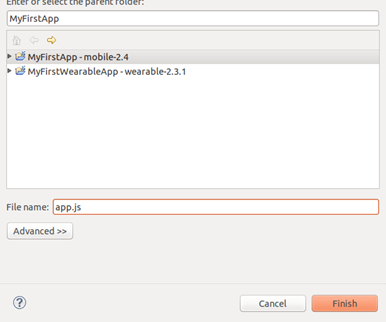 Enter or select the parent folder:
MyFirstApp
MyFirstApp - mobile-2.4
MyFirstWearableApp - wearable-2.3.1
File name: app.js
Advanced >>
? Cancel Finish